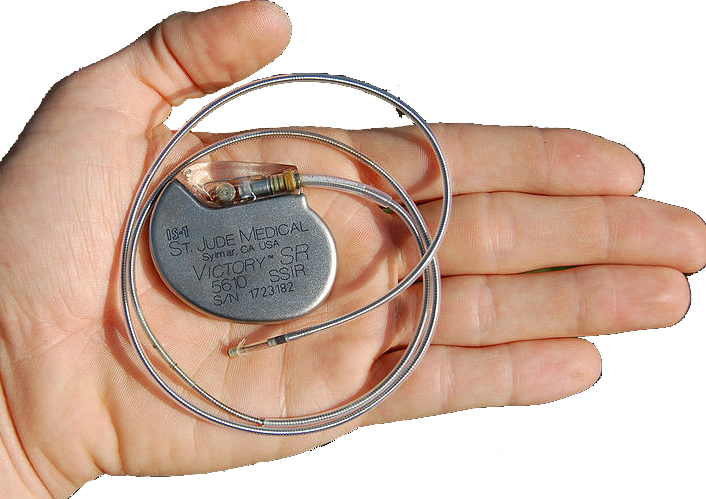 IS-1
ST. JUDE MEDICAL
Sylmar, CA USA
VICTORY™ SR
5610 SSIR
S/N 1723182